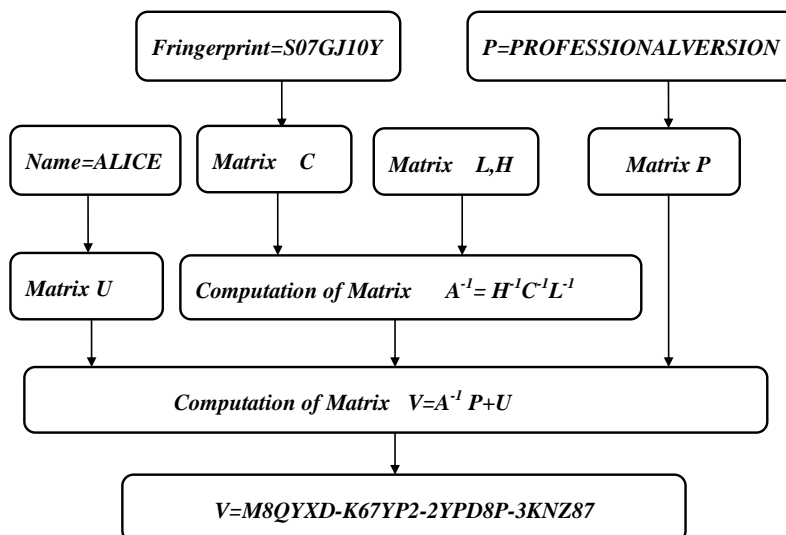 Fringerprint=S07GJ10Y
P=PROFESSIONALVERSION
Name=ALICE
Matrix C
Matrix L,H
Matrix P
Matrix U
Computation of Matrix A⁻¹= H⁻¹C⁻¹L⁻¹
Computation of Matrix V=A⁻¹ P+U
V=M8QYXD-K67YP2-2YPD8P-3KNZ87